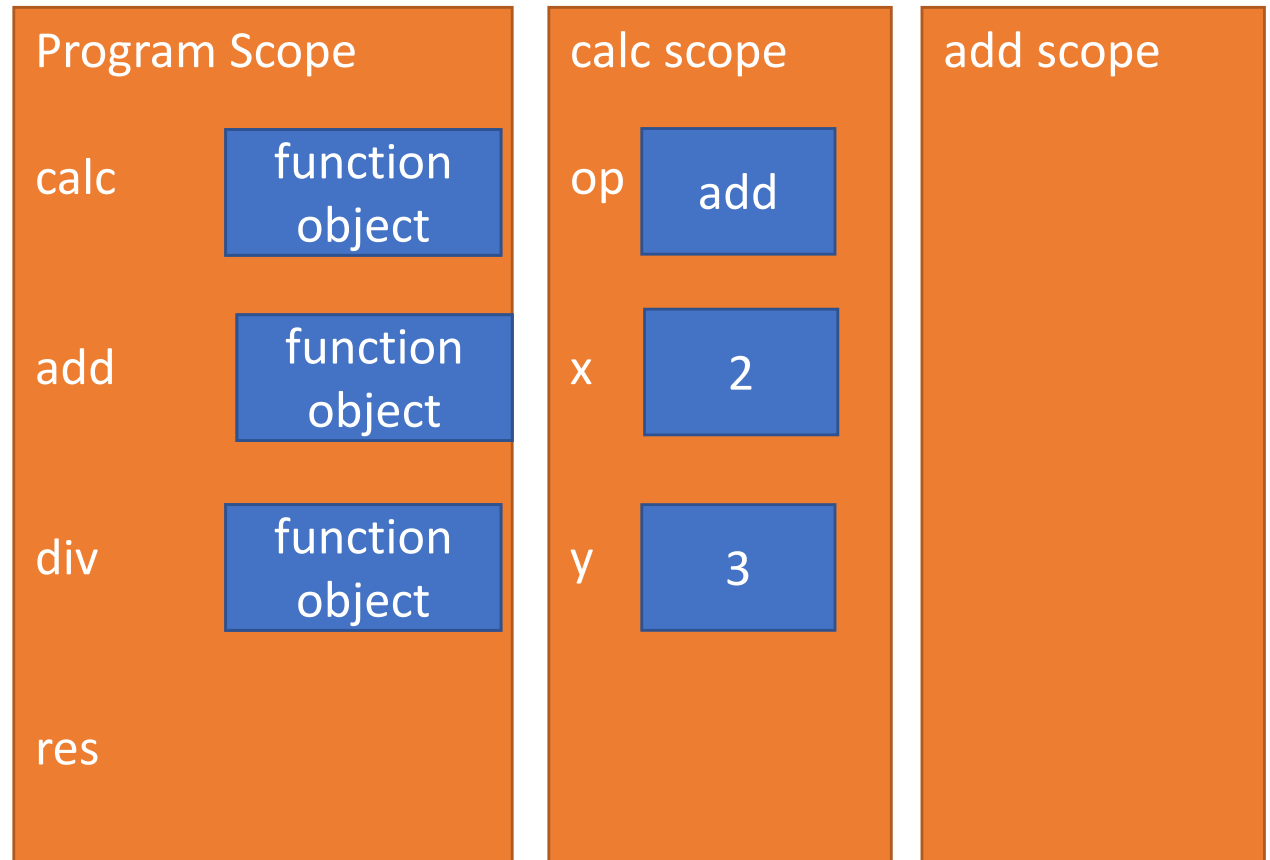 Program Scope
calc
function
object
add
function
object
div
function
object
res
calc scope
op
add
x
2
y
3
add scope